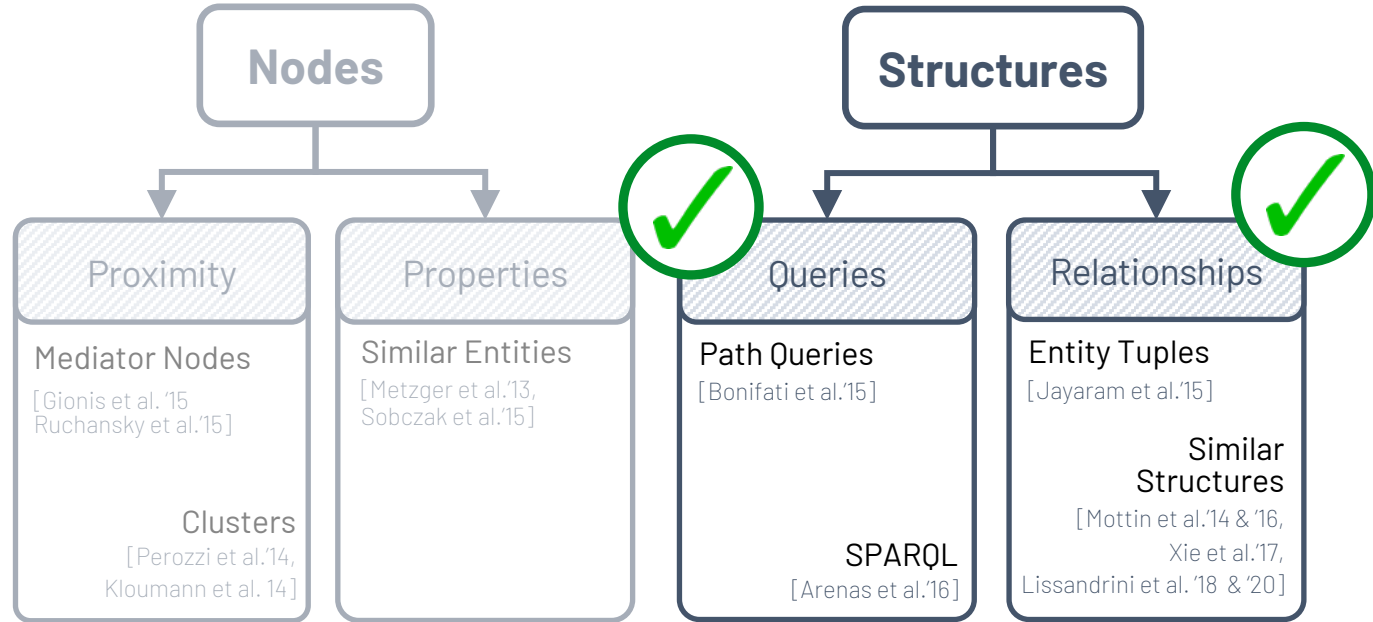 Nodes
Structures
Proximity
Properties
Queries
Relationships
Mediator Nodes
[Gionis et al. '15
Ruchansky et al.'15]
Clusters
[Perozzi et al.'14,
Kloumann et al. 14]
Similar Entities
[Metzger et al.'13,
Sobczak et al.'15]
Path Queries
[Bonifati et al.'15]
SPARQL
[Arenas et al.'16]
Entity Tuples
[Jayaram et al.'15]
Similar
Structures
[Mottin et al.'14 & '16,
Xie et al.'17,
Lissandrini et al. '18 & '20]